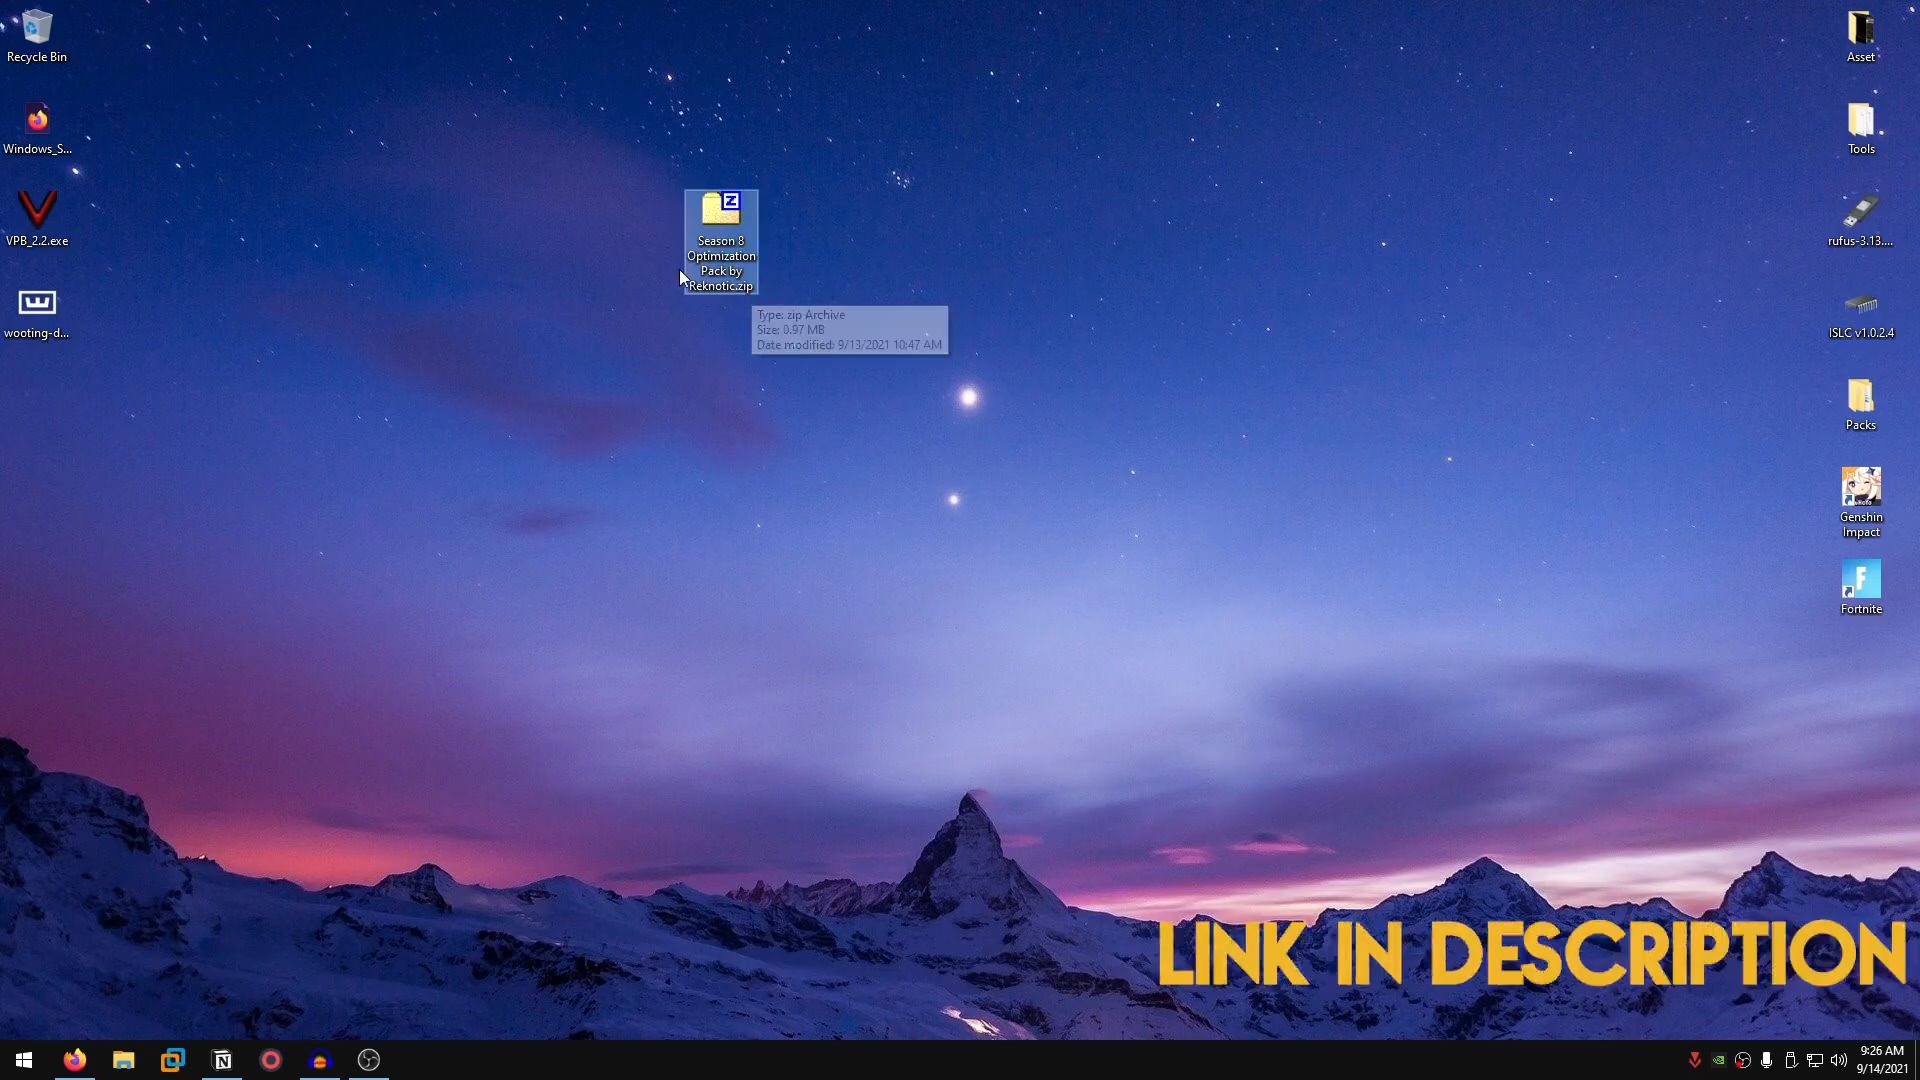 Recycle Bin
Windows_S...
VPB_2.2.exe
wooting-d...
Season 8
Optimization
Pack by
Reknotic.zip
Type: zip Archive
Size: 0.97 MB
Date modified: 9/13/2021 10:47 AM
Asset
Tools
rufus-3.13....
ISLC v1.0.2.4
Packs
Genshin
Impact
Fortnite
LINK IN DESCRIPTION
9:26 AM
9/14/2021